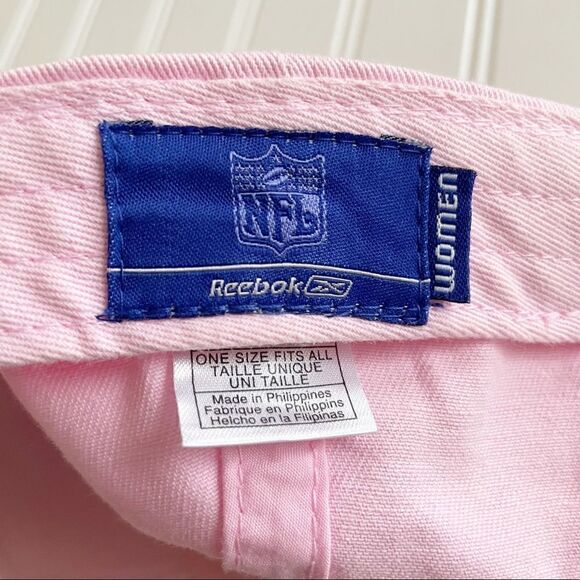 NFL
Reebok
WOMEN
ONE SIZE FITS ALL
TAILLE UNIQUE
UNI TAILLE
Made in Philippines
Fabrique en Philippins
Helcho en la Filipinas